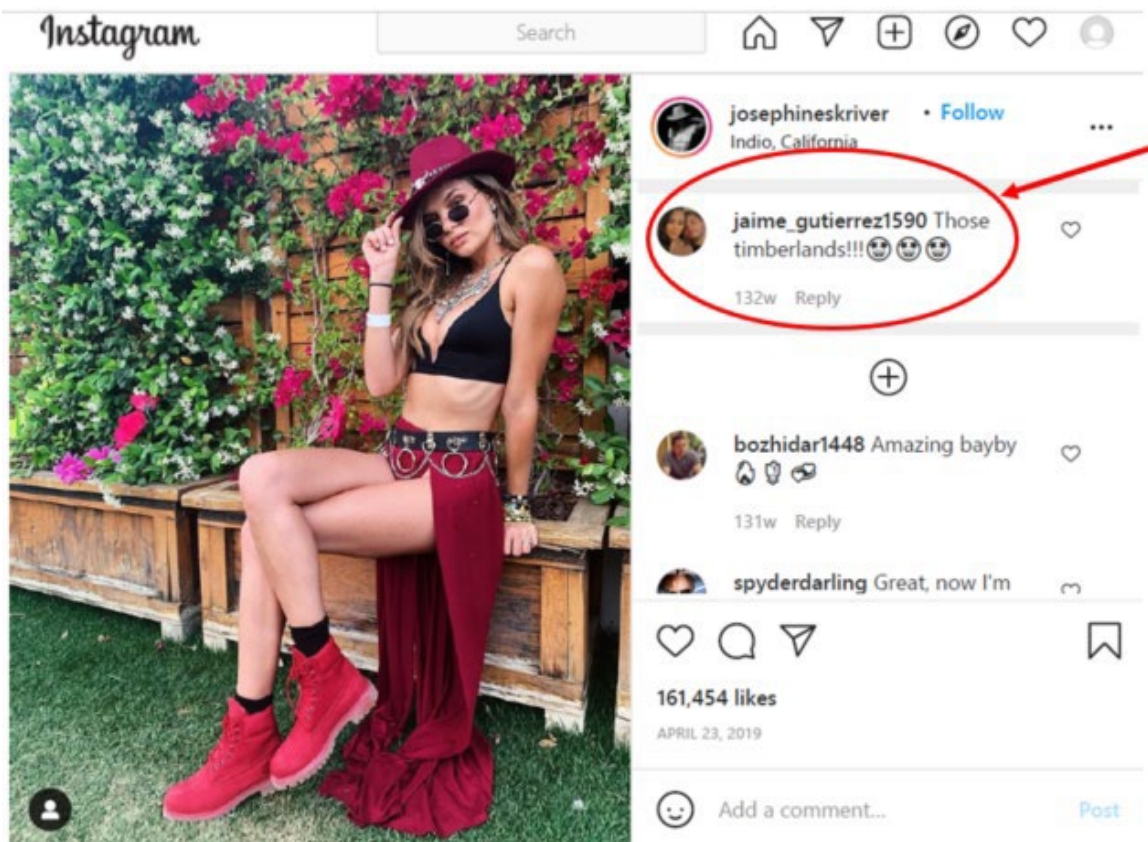 Instagram
Search
josephineskriver • Follow
Indio, California
jaime_gutierrez1590 Those
timberlands!!!😍😍😍
132w Reply
bozhidar1448 Amazing bayby
131w Reply
spyderdarling Great, now I'm
161,454 likes
APRIL 23, 2019
Add a comment...
Post